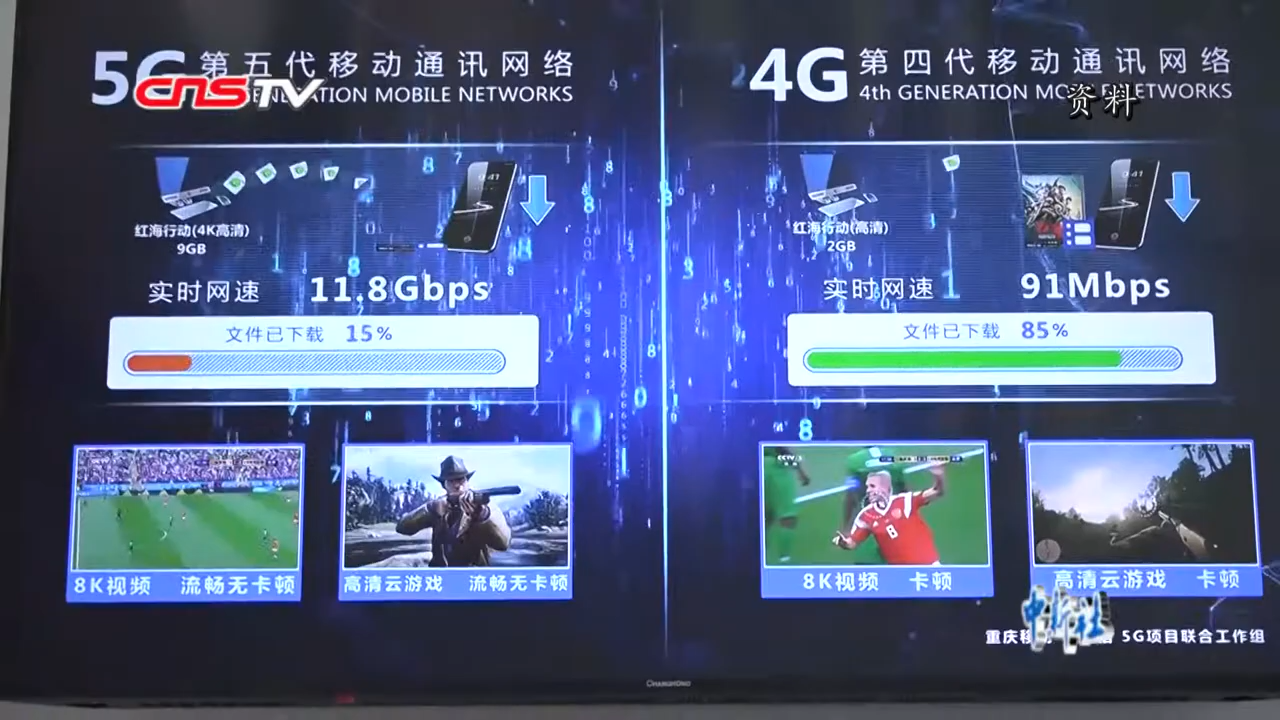 5G 第五代移动通讯网络
GENERATION MOBILE NETWORKS
CNSTV
红海行动(4K高清)
9GB
实时网速 11.8Gbps
文件已下载 15%
8K视频 流畅无卡顿
高清云游戏 流畅无卡顿
4G 第四代移动通讯网络
4th GENERATION MOBILE NETWORKS
资料
红海行动(高清)
2GB
实时网速 91Mbps
文件已下载 85%
8K视频 卡顿
高清云游戏 卡顿
中新社
重庆移 5G项目联合工作组
CHANGHONG